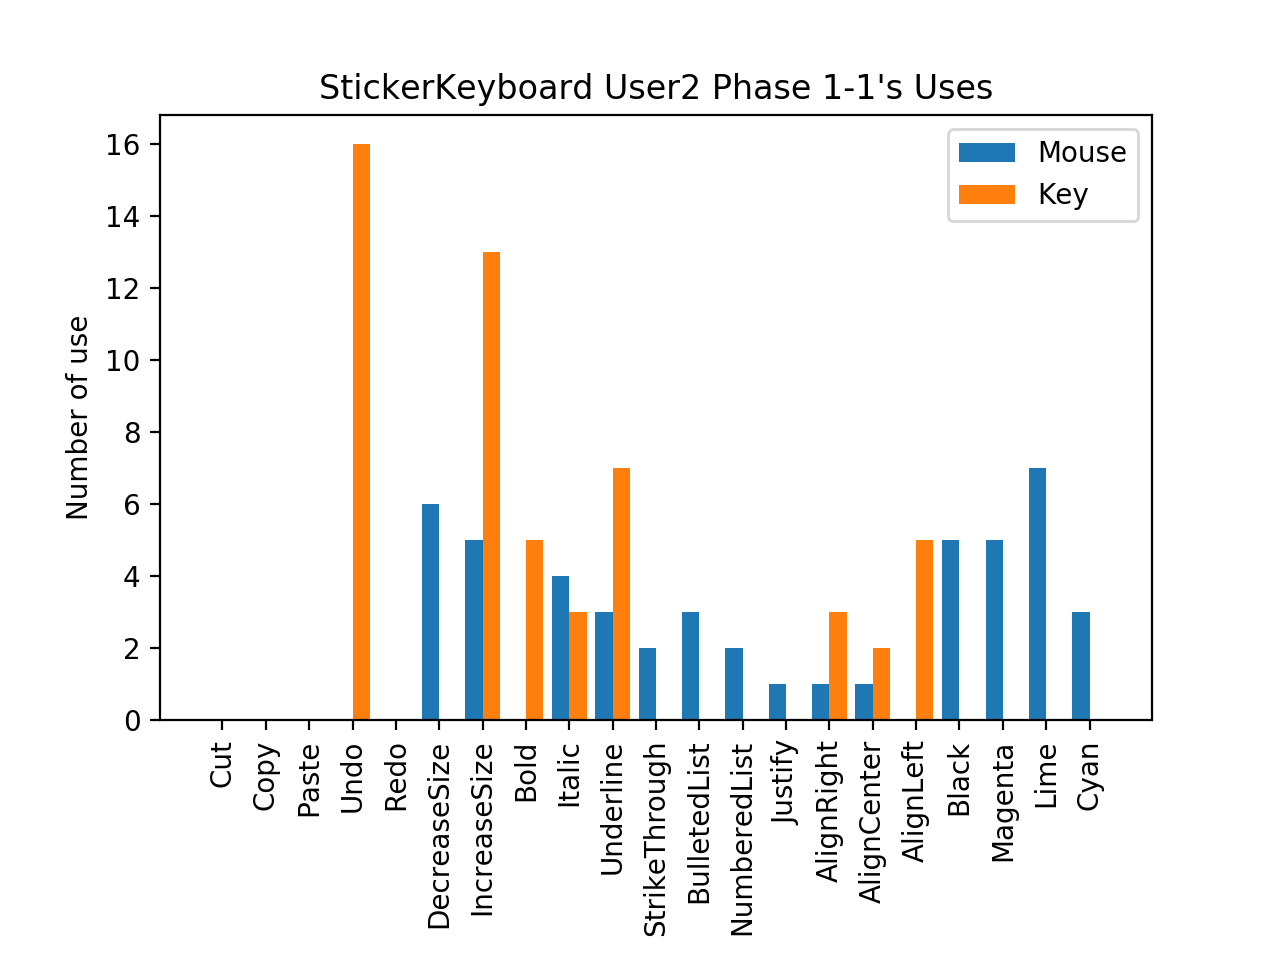 StickerKeyboard User2 Phase 1-1's Uses
Mouse
Key
Number of use
16
14
12
10
8
6
4
2
0
Cut
Copy
Paste
Undo
Redo
DecreaseSize
IncreaseSize
Bold
Italic
Underline
StrikeThrough
BulletedList
NumberedList
Justify
AlignRight
AlignCenter
AlignLeft
Black
Magenta
Lime
Cyan